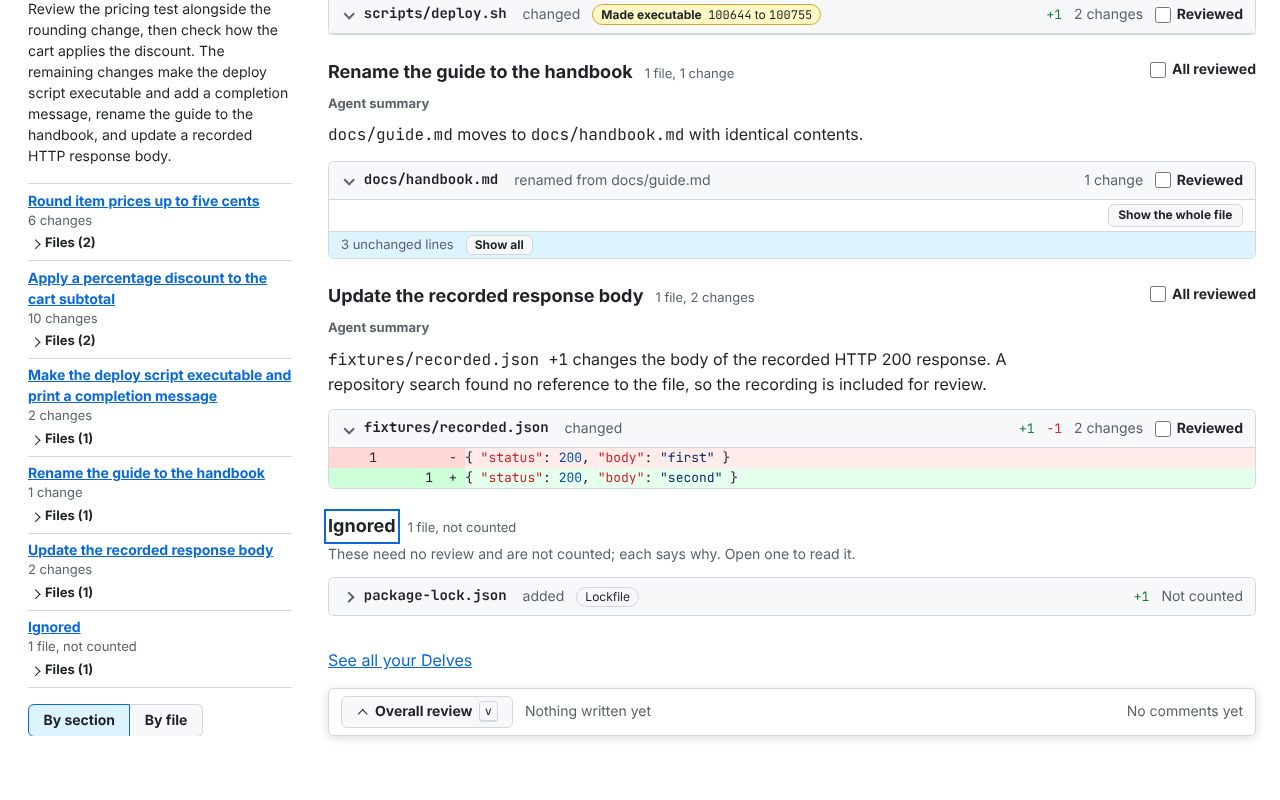 Review the pricing test alongside the
rounding change, then check how the
cart applies the discount. The
remaining changes make the deploy
script executable and add a completion
message, rename the guide to the
handbook, and update a recorded
HTTP response body.
Round item prices up to five cents
6 changes
Files (2)
Apply a percentage discount to the
cart subtotal
10 changes
Files (2)
Make the deploy script executable and
print a completion message
2 changes
Files (1)
Rename the guide to the handbook
1 change
Files (1)
Update the recorded response body
2 changes
Files (1)
Ignored
1 file, not counted
Files (1)
By section By file
scripts/deploy.sh changed Made executable 100644 to 100755 +1 2 changes Reviewed
Rename the guide to the handbook 1 file, 1 change All reviewed
Agent summary
docs/guide.md moves to docs/handbook.md with identical contents.
docs/handbook.md renamed from docs/guide.md 1 change Reviewed
Show the whole file
3 unchanged lines Show all
Update the recorded response body 1 file, 2 changes All reviewed
Agent summary
fixtures/recorded.json +1 changes the body of the recorded HTTP 200 response. A
repository search found no reference to the file, so the recording is included for review.
fixtures/recorded.json changed +1 -1 2 changes Reviewed
1 - { "status": 200, "body": "first" }
1 + { "status": 200, "body": "second" }
Ignored 1 file, not counted
These need no review and are not counted; each says why. Open one to read it.
package-lock.json added Lockfile +1 Not counted
See all your Delves
Overall review v Nothing written yet No comments yet